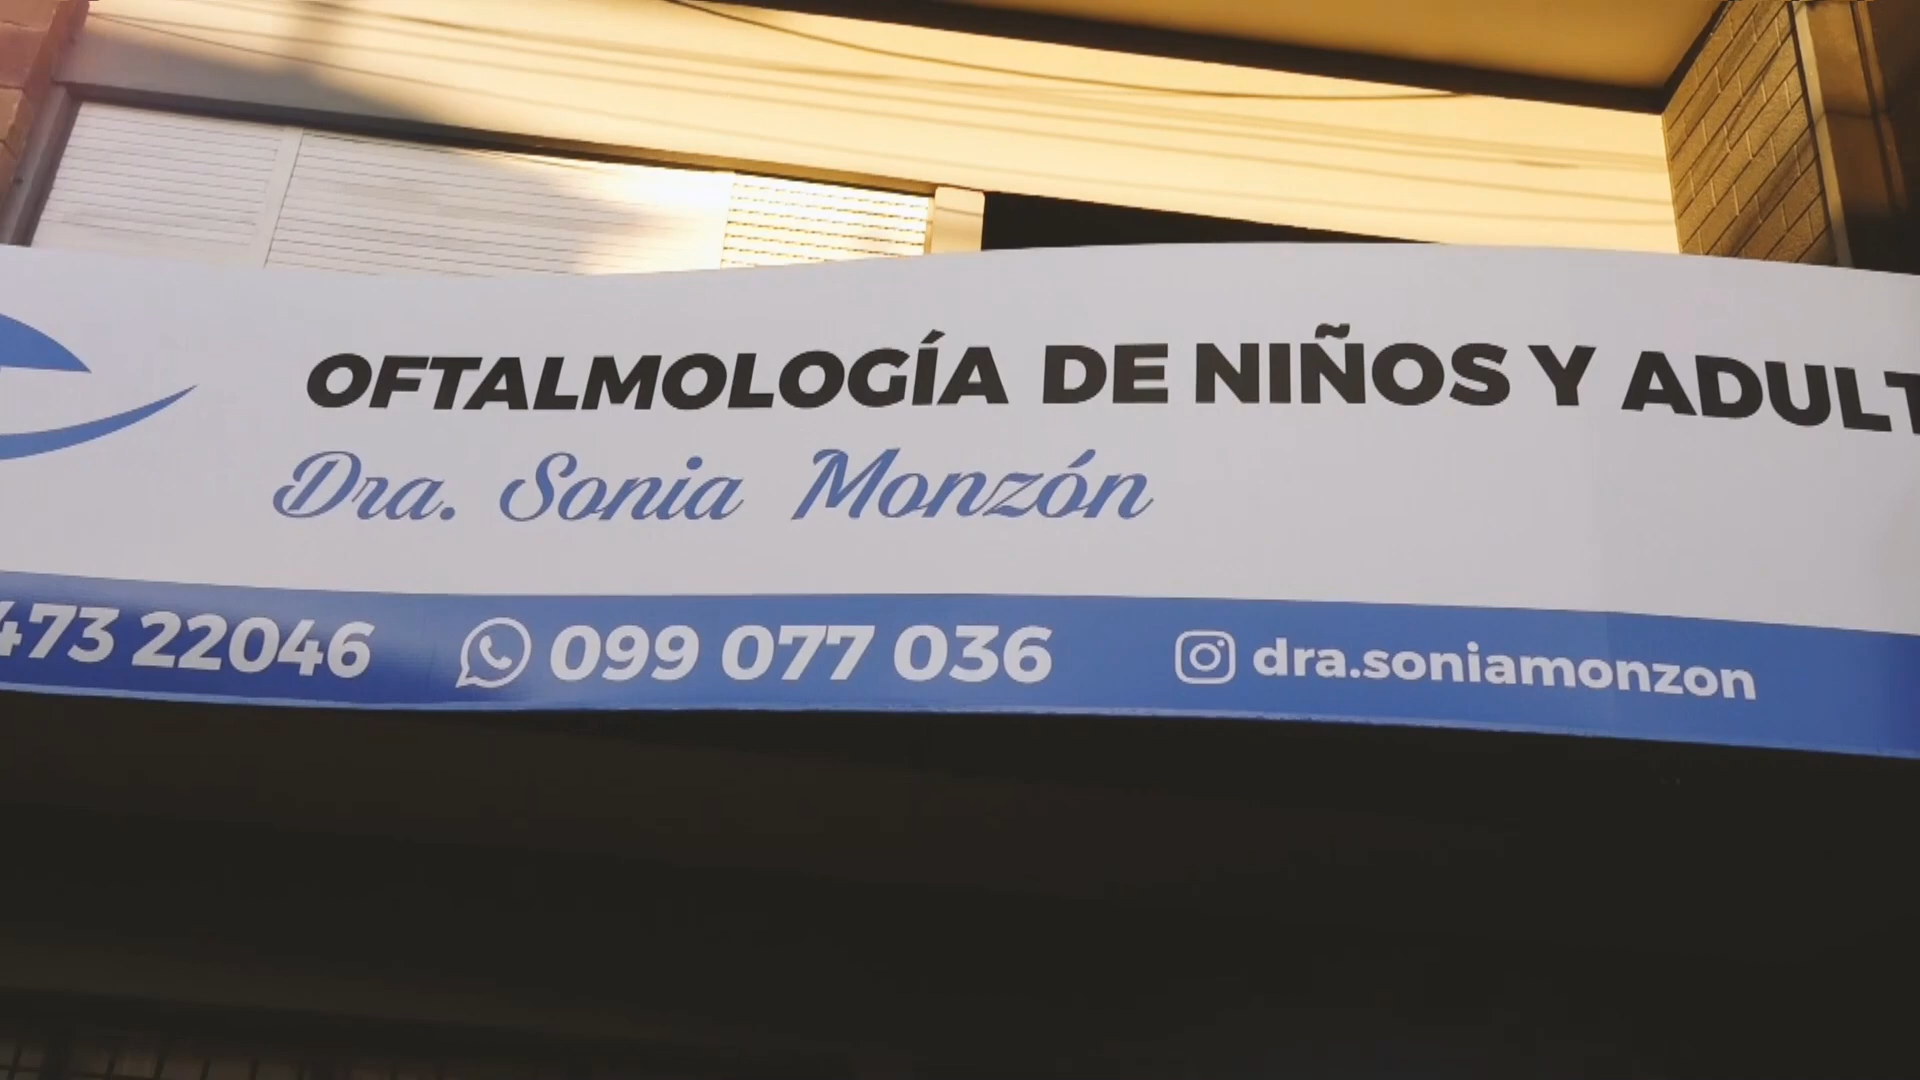 OFTALMOLOGÍA DE NIÑOS Y ADULT
Dra. Sonia Monzón
473 22046 099 077 036 dra.soniamonzon